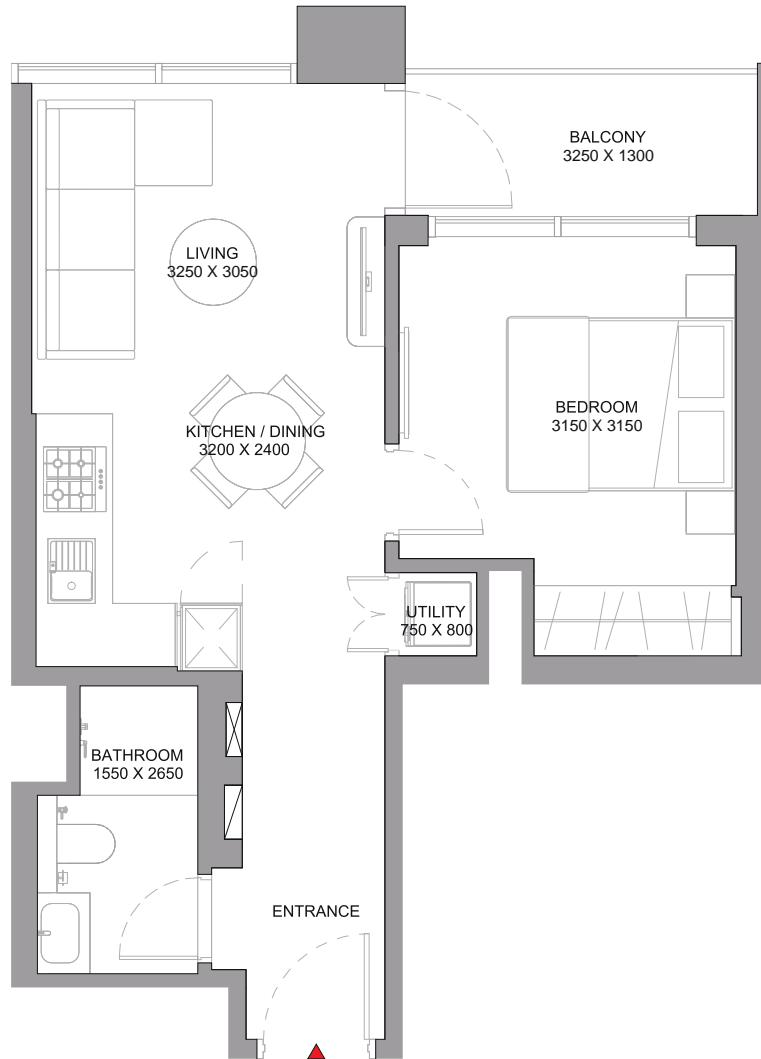 BALCONY
3250 X 1300
LIVING
3250 X 3050
BEDROOM
3150 X 3150
KITCHEN / DINING
3200 X 2400
UTILITY
750 X 800
BATHROOM
1550 X 2650
ENTRANCE